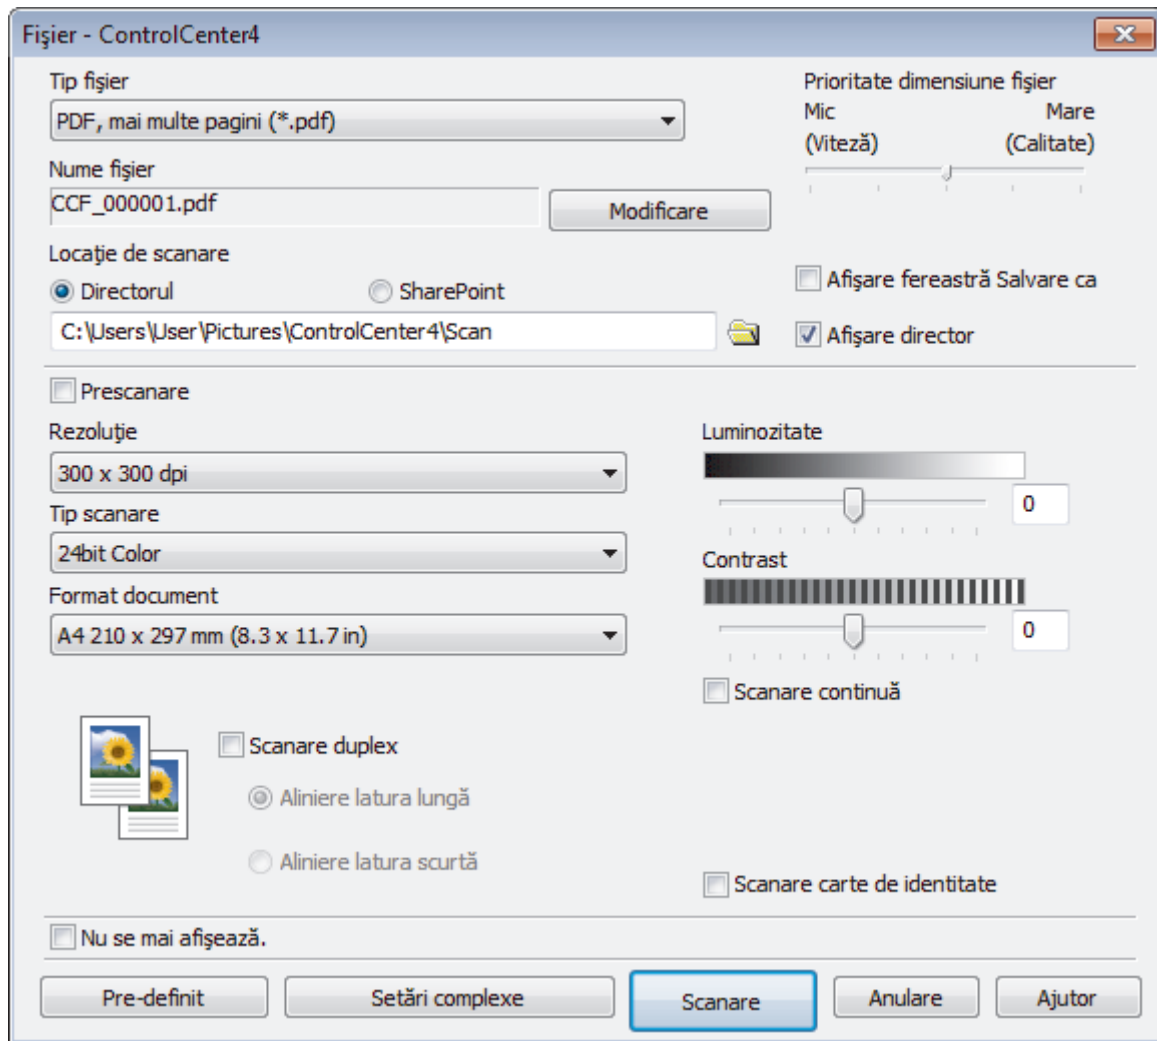 Fişier - ControlCenter4
Tip fişier
PDF, mai multe pagini (*.pdf)
Prioritate dimensiune fişier
Mic Mare
(Viteză) (Calitate)
Nume fişier
CCF_000001.pdf
Modificare
Locaţie de scanare
Directorul SharePoint
C:\Users\User\Pictures\ControlCenter4\Scan
Afişare fereastră Salvare ca
Afişare director
Prescanare
Rezoluţie
300 x 300 dpi
Tip scanare
24bit Color
Format document
A4 210 x 297 mm (8.3 x 11.7 in)
Luminozitate
0
Contrast
0
Scanare continuă
Scanare duplex
Aliniere latura lungă
Aliniere latura scurtă
Scanare carte de identitate
Nu se mai afişează.
Pre-definit Setări complexe Scanare Anulare Ajutor